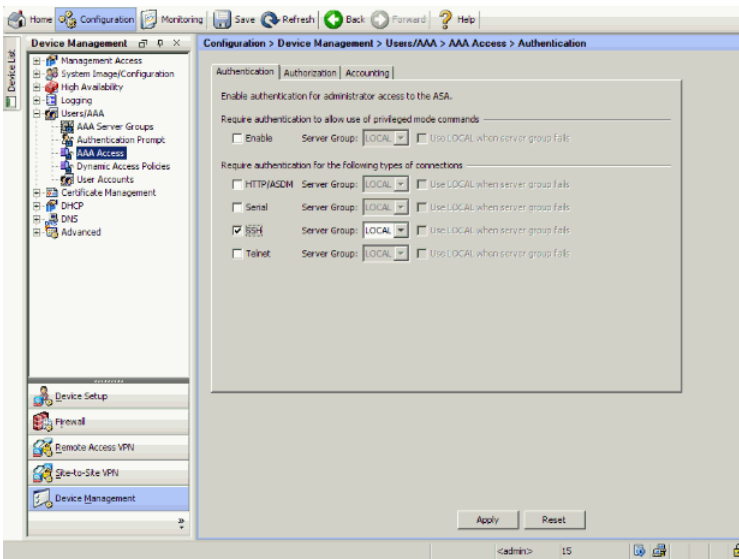 Home Configuration Monitoring Save Refresh Back Forward Help
Device List
Device Management
Management Access
System Image/Configuration
High Availability
Logging
Users/AAA
AAA Server Groups
Authentication Prompt
AAA Access
Dynamic Access Policies
User Accounts
Certificate Management
DHCP
DNS
Advanced
Device Setup
Firewall
Remote Access VPN
Site-to-Site VPN
Device Management
Configuration > Device Management > Users/AAA > AAA Access > Authentication
Authentication Authorization Accounting
Enable authentication for administrator access to the ASA.
Require authentication to allow use of privileged mode commands
Enable Server Group: LOCAL Use LOCAL when server group fails
Require authentication for the following types of connections
HTTP/ASDM Server Group: LOCAL Use LOCAL when server group fails
Serial Server Group: LOCAL Use LOCAL when server group fails
SSH Server Group: LOCAL Use LOCAL when server group fails
Telnet Server Group: LOCAL Use LOCAL when server group fails
Apply Reset
<admin> 15